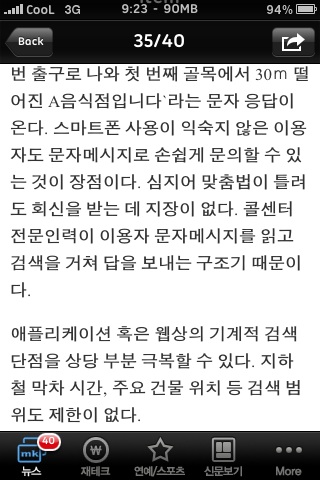 CooL 3G 9:23 - 90MB 94%
Back 35/40
번 출구로 나와 첫 번째 골목에서 30m 떨
어진 A음식점입니다`라는 문자 응답이
온다. 스마트폰 사용이 익숙지 않은 이용
자도 문자메시지로 손쉽게 문의할 수 있
는 것이 장점이다. 심지어 맞춤법이 틀려
도 회신을 받는 데 지장이 없다. 콜센터
전문인력이 이용자 문자메시지를 읽고
검색을 거쳐 답을 보내는 구조기 때문이
다.
애플리케이션 혹은 웹상의 기계적 검색
단점을 상당 부분 극복할 수 있다. 지하
철 막차 시간, 주요 건물 위치 등 검색 범
위도 제한이 없다.
mk 40
뉴스 재테크 연예/스포츠 신문보기 More